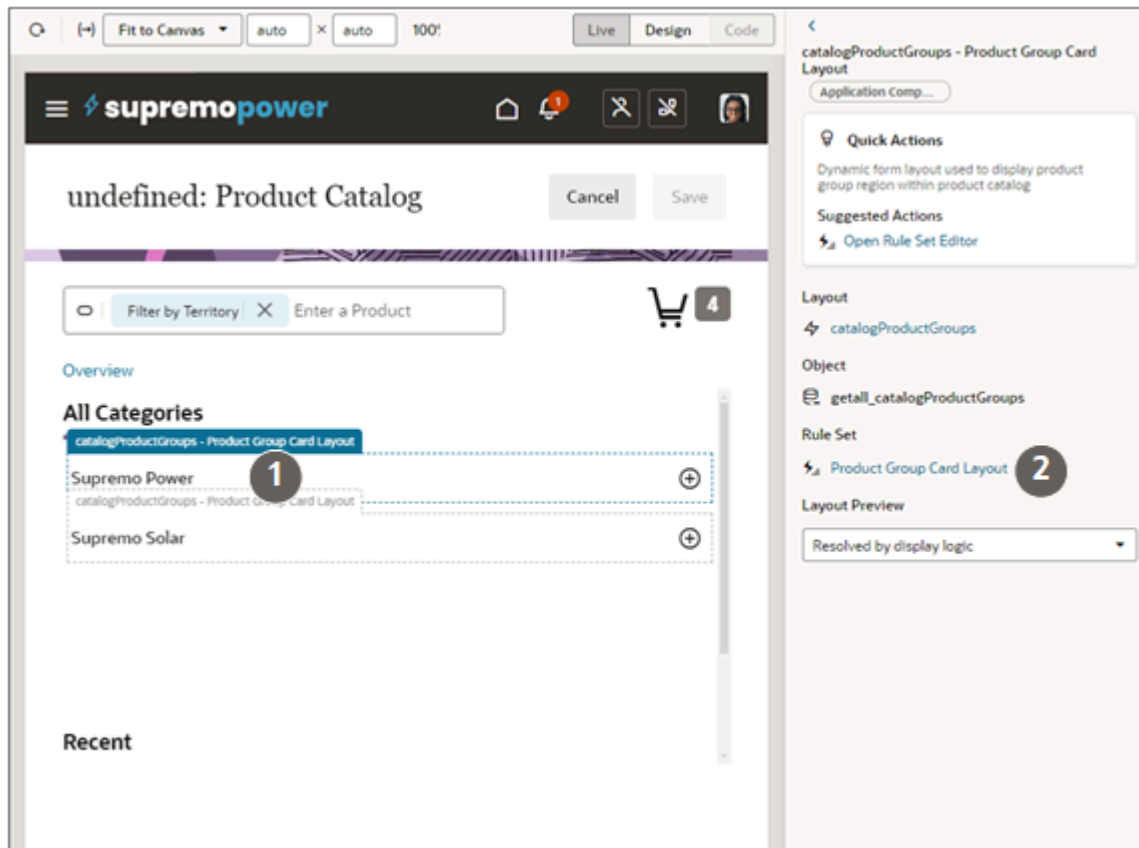 Fit to Canvas auto × auto 100% Live Design Code
supremopower 1
undefined: Product Catalog Cancel Save
Filter by Territory Enter a Product 4
Overview
All Categories
catalogProductGroups - Product Group Card Layout
Supremo Power 1
catalogProductGroups - Product Group Card Layout
Supremo Solar
Recent
catalogProductGroups - Product Group Card
Layout
Application Comp...
Quick Actions
Dynamic form layout used to display product
group region within product catalog
Suggested Actions
Open Rule Set Editor
Layout
catalogProductGroups
Object
getall_catalogProductGroups
Rule Set
Product Group Card Layout 2
Layout Preview
Resolved by display logic